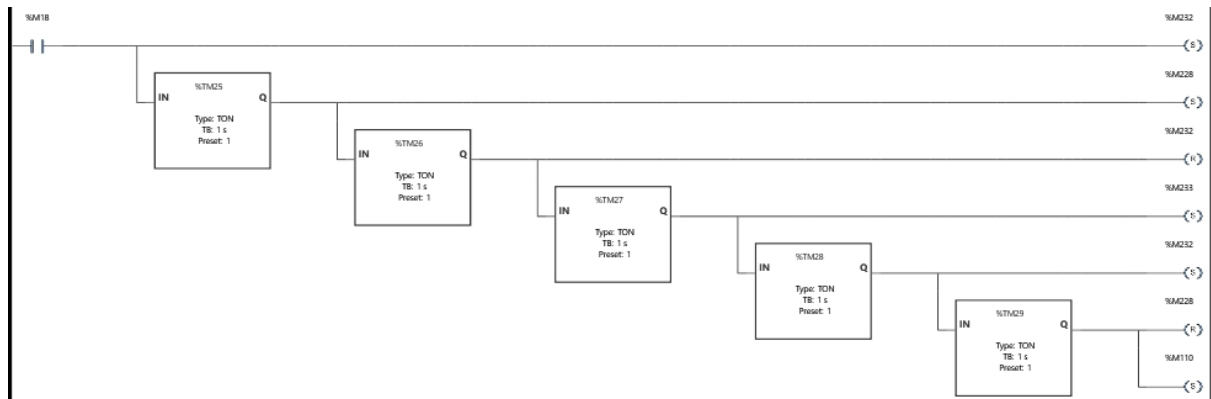 %M18
%M232
S
%TM25
IN
Q
Type: TON
TB: 1 s
Preset: 1
%M228
S
%TM26
IN
Q
Type: TON
TB: 1 s
Preset: 1
%M232
R
%TM27
IN
Q
Type: TON
TB: 1 s
Preset: 1
%M233
S
%TM28
IN
Q
Type: TON
TB: 1 s
Preset: 1
%M232
S
%TM29
IN
Q
Type: TON
TB: 1 s
Preset: 1
%M228
R
%M110
S